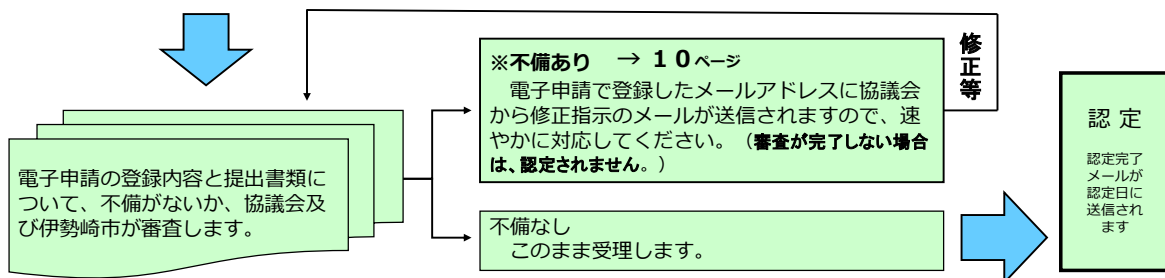 電子申請の登録内容と提出書類に
ついて、不備がないか、協議会及
び伊勢崎市が審査します。
※不備あり　→ １０ページ
　電子申請で登録したメールアドレスに協議会
から修正指示のメールが送信されますので、速
やかに対応してください。（審査が完了しない場合
は、認定されません。）
修正等
不備なし
　このまま受理します。
認 定
認定完了
メールが
認定日に
送信され
ます